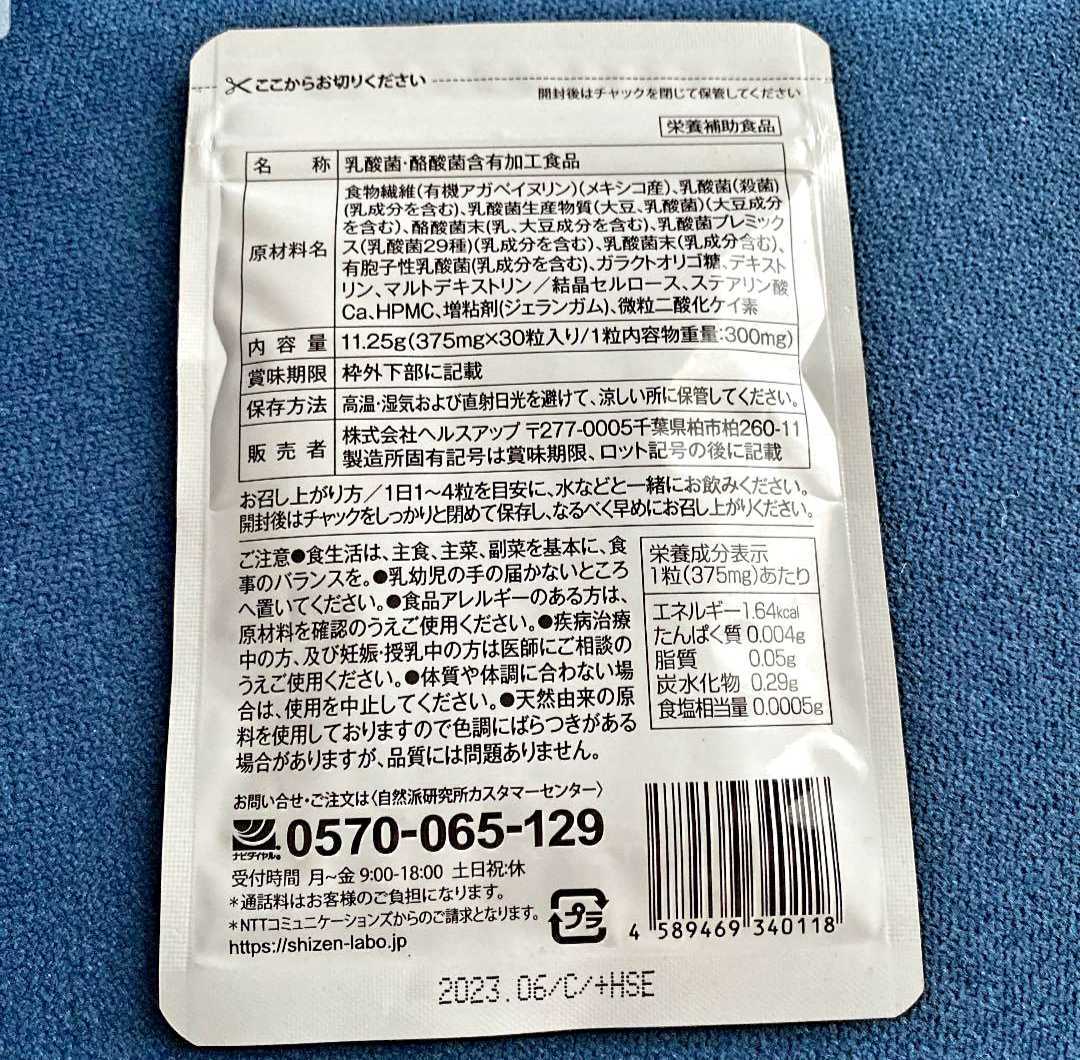 ここからお切りください
開封後はチャックを閉じて保管してください
栄養補助食品
名 称 乳酸菌・酪酸菌含有加工食品
原材料名
食物繊維(有機アガベイヌリン)(メキシコ産)、乳酸菌(殺菌)
(乳成分を含む)、乳酸菌生産物質(大豆、乳酸菌)(大豆成分
を含む)、酪酸菌末(乳、大豆成分を含む)、乳酸菌プレミック
ス(乳酸菌29種)(乳成分を含む)、乳酸菌末(乳成分含む)、
有胞子性乳酸菌(乳成分を含む)、ガラクトオリゴ糖、デキスト
リン、マルトデキストリン／結晶セルロース、ステアリン酸
Ca、HPMC、増粘剤(ジェランガム)、微粒二酸化ケイ素
内容量 11.25g(375mg×30粒入り/1粒内容物重量:300mg)
賞味期限 枠外下部に記載
保存方法 高温・湿気および直射日光を避けて、涼しい所に保管してください。
販売者
株式会社ヘルスアップ 〒277-0005千葉県柏市柏260-11
製造所固有記号は賞味期限、ロット記号の後に記載
お召し上がり方／1日1〜4粒を目安に、水などと一緒にお飲みください。
開封後はチャックをしっかりと閉めて保存し、なるべく早めにお召し上がりください。
ご注意●食生活は、主食、主菜、副菜を基本に、食
事のバランスを。●乳幼児の手の届かないところ
へ置いてください。●食品アレルギーのある方は、
原材料を確認のうえご使用ください。●疾病治療
中の方、及び妊娠・授乳中の方は医師にご相談の
うえご使用ください。●体質や体調に合わない場
合は、使用を中止してください。●天然由来の原
料を使用しておりますので色調にばらつきがある
場合がありますが、品質には問題ありません。
栄養成分表示
1粒(375mg)あたり
エネルギー1.64kcal
たんぱく質 0.004g
脂質 0.05g
炭水化物 0.29g
食塩相当量 0.0005g
お問い合せ・ご注文は〈自然派研究所カスタマーセンター〉
ナビダイヤル® 0570-065-129
受付時間 月〜金 9:00-18:00 土日祝:休
*通話料はお客様のご負担になります。
*NTTコミュニケーションズからのご請求となります。
https://shizen-labo.jp
プラ
4 589469 340118
2023.06/C/+HSE